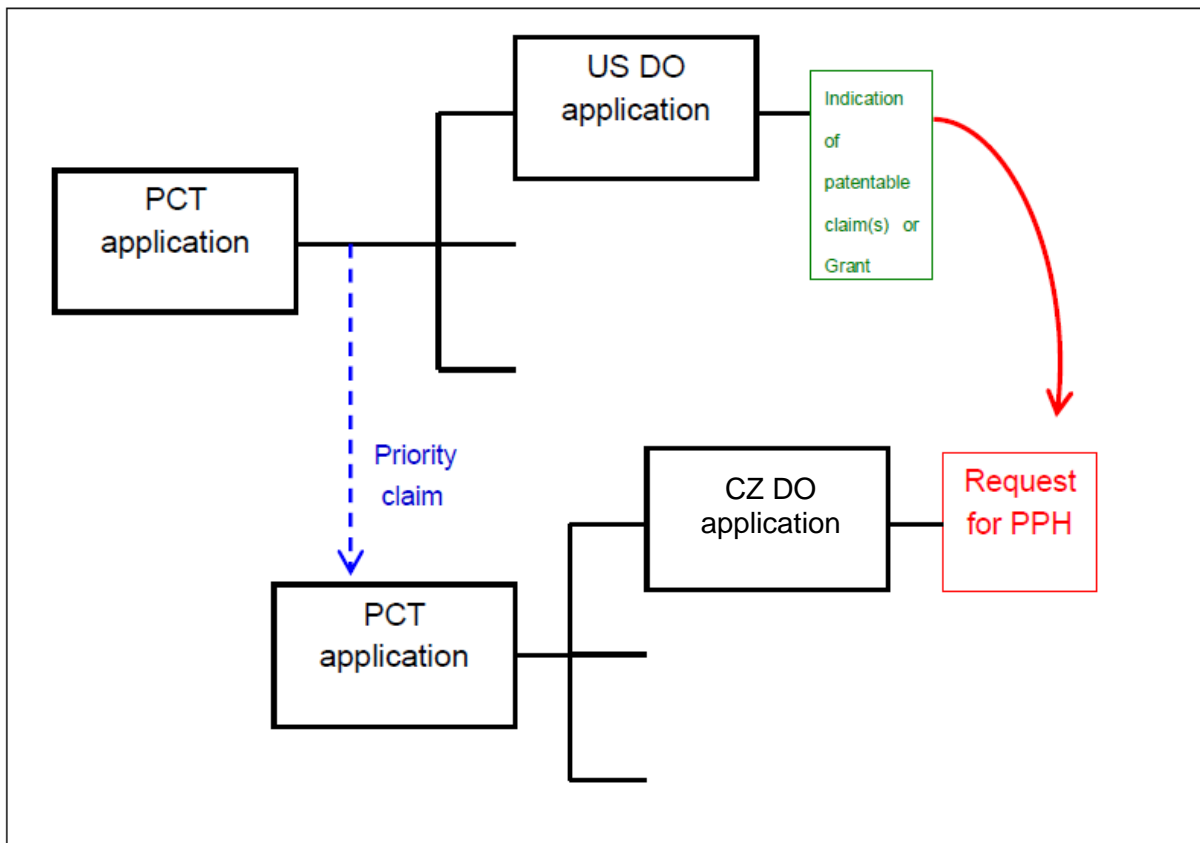 US DO
application
Indication
of
patentable
claim(s) or
Grant
PCT
application
Priority
claim
CZ DO
application
Request
for PPH
PCT
application